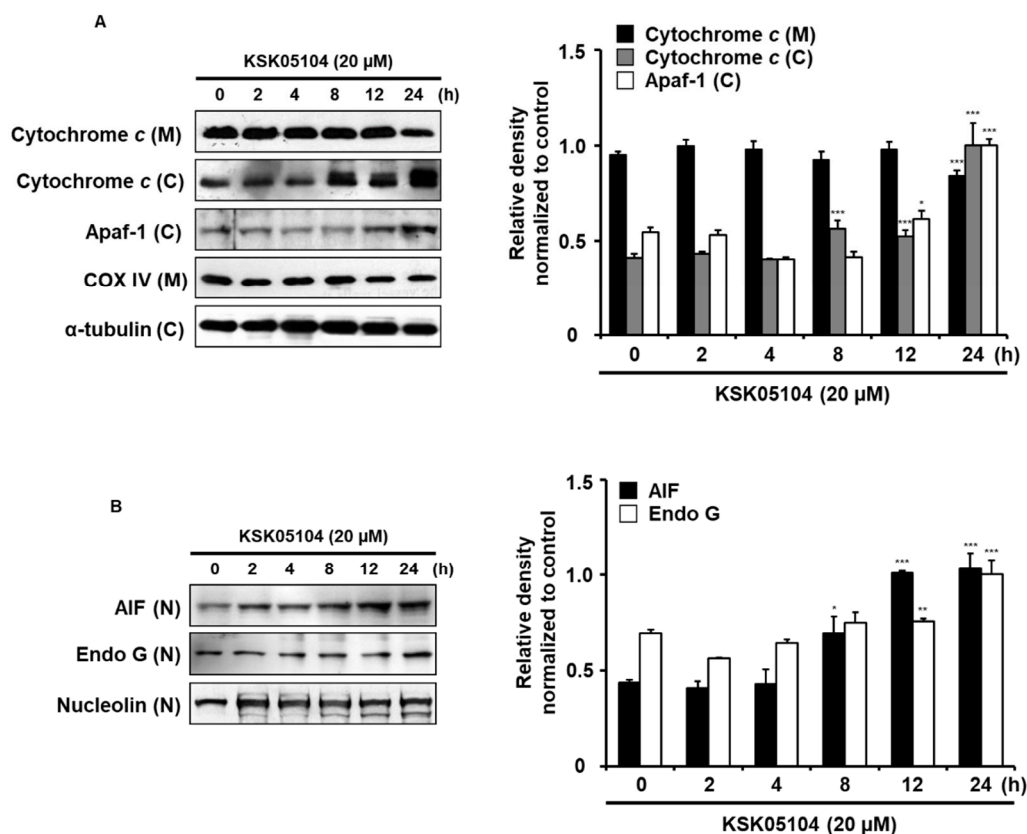 A
KSK05104 (20 µM)
0 2 4 8 12 24 (h)
Cytochrome c (M)
Cytochrome c (C)
Apaf-1 (C)
COX IV (M)
α-tubulin (C)
Cytochrome c (M)
Cytochrome c (C)
Apaf-1 (C)
Relative density
normalized to control
1.5
1.0
0.5
0
*** *** *** *** * *** ***
0 2 4 8 12 24 (h)
KSK05104 (20 µM)
B
KSK05104 (20 µM)
0 2 4 8 12 24 (h)
AIF (N)
Endo G (N)
Nucleolin (N)
AIF
Endo G
Relative density
normalized to control
1.5
1.0
0.5
0
* *** ** *** ***
0 2 4 8 12 24 (h)
KSK05104 (20 µM)